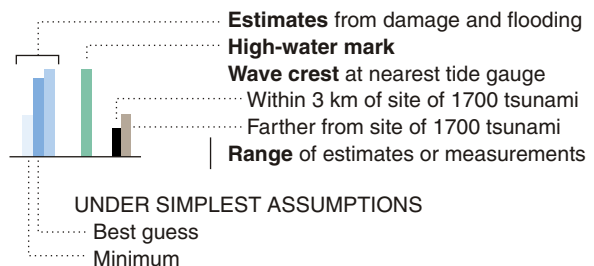 Estimates from damage and flooding
High-water mark
Wave crest at nearest tide gauge
Within 3 km of site of 1700 tsunami
Farther from site of 1700 tsunami
Range of estimates or measurements
UNDER SIMPLEST ASSUMPTIONS
Best guess
Minimum